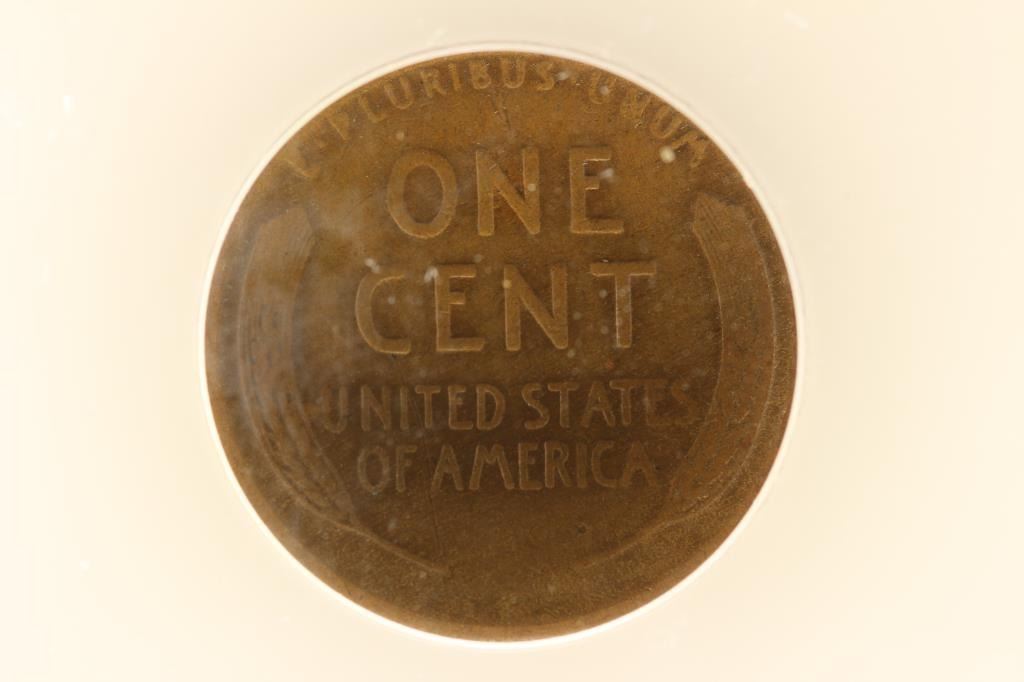 E·PLURIBUS·UNUM
ONE
CENT
UNITED STATES
OF AMERICA